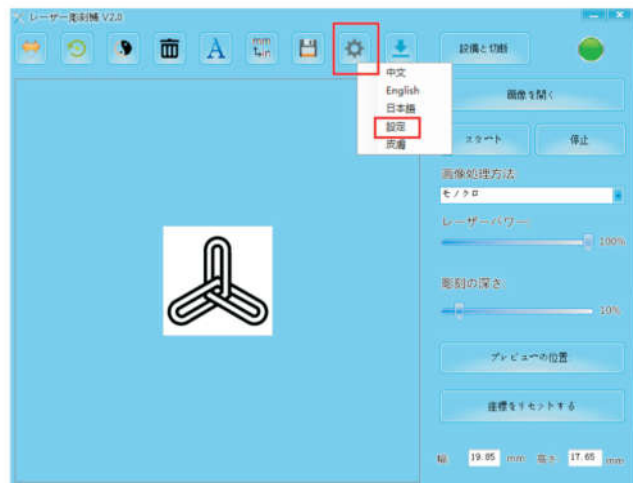 レーザー彫刻機 V2.0
A
mm
in
設備と切断
中文
English
日本語
設定
皮膚
画像を開く
スタート
停止
画像処理方法
モノクロ
レーザーパワー
100%
彫刻の深さ
10%
プレビューの位置
座標をリセットする
幅: 19.85 mm 高さ: 17.65 mm